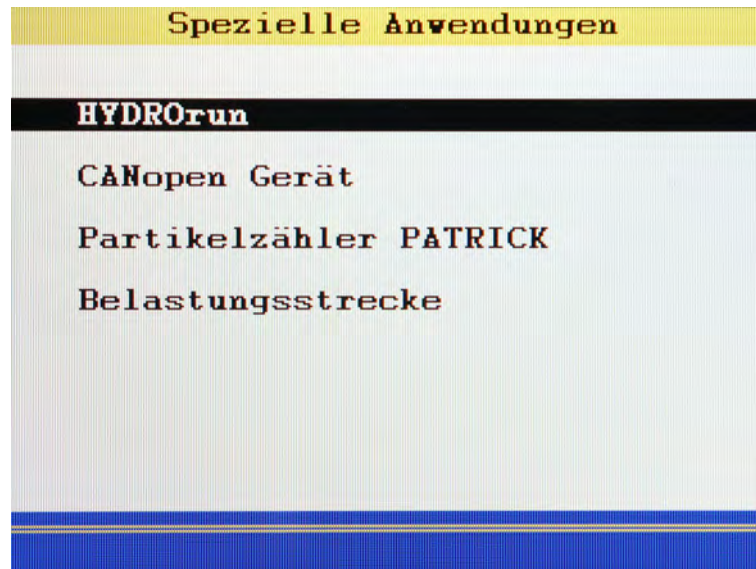 Spezielle Anwendungen
HYDROrun
CANopen Gerät
Partikelzähler PATRICK
Belastungsstrecke